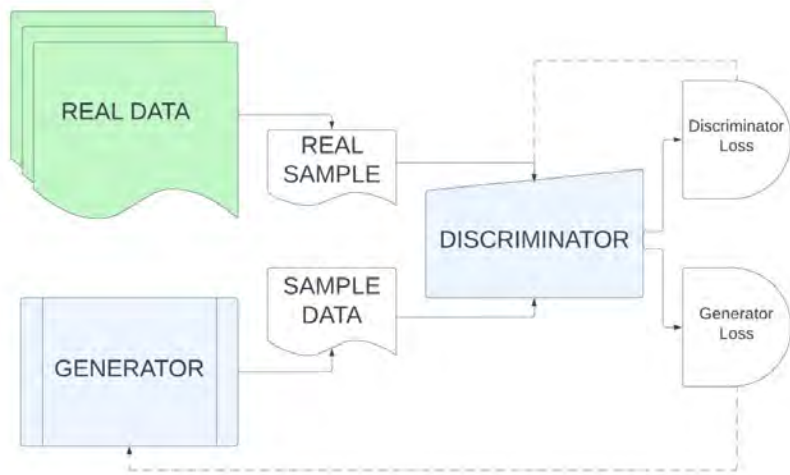 REAL DATA
REAL
SAMPLE
Discriminator
Loss
DISCRIMINATOR
SAMPLE
DATA
Generator
Loss
GENERATOR